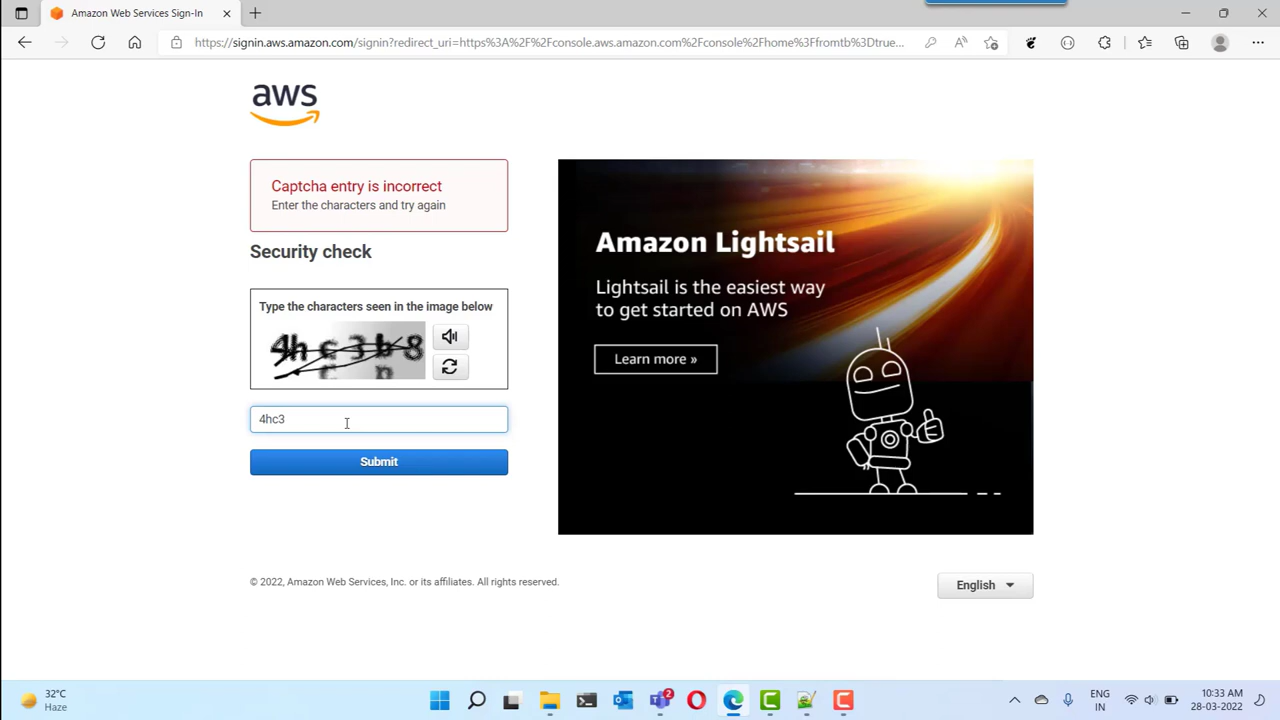 Amazon Web Services Sign-In
https://signin.aws.amazon.com/signin?redirect_uri=https%3A%2F%2Fconsole.aws.amazon.com%2Fconsole%2Fhome%3Ffromtb%3Dtrue...
aws
Captcha entry is incorrect
Enter the characters and try again
Security check
Type the characters seen in the image below
4hc3b8
4hc3
Submit
Amazon Lightsail
Lightsail is the easiest way
to get started on AWS
Learn more »
© 2022, Amazon Web Services, Inc. or its affiliates. All rights reserved.
English
32°C
Haze
2
ENG
IN
10:33 AM
28-03-2022